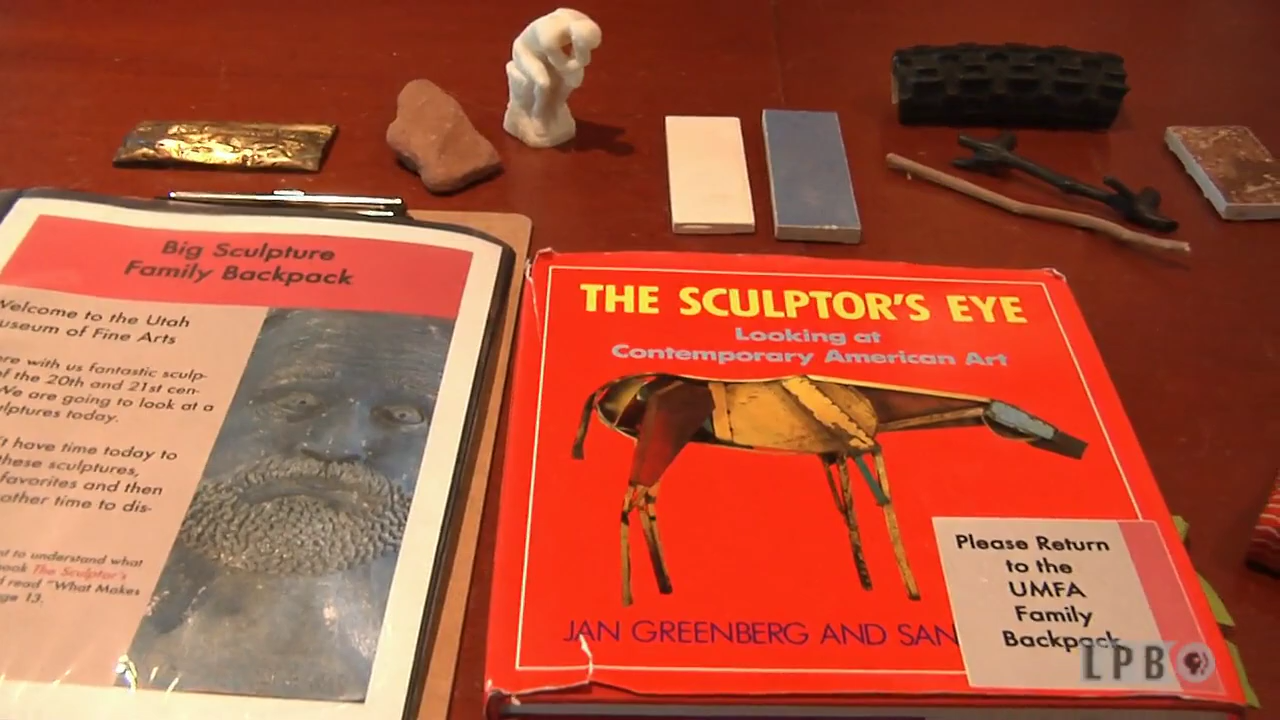 Big Sculpture
Family Backpack
Welcome to the Utah
useum of Fine Arts
ere with us fantastic sculp-
of the 20th and 21st cen-
We are going to look at a
ulptures today.
't have time today to
these sculptures,
favorites and then
other time to dis-
nt to understand what
book The Sculptor's
d read "What Makes
ge 13.
THE SCULPTOR'S EYE
Looking at
Contemporary American Art
JAN GREENBERG AND SAN
Please Return
to the
UMFA
Family
Backpack
LPB